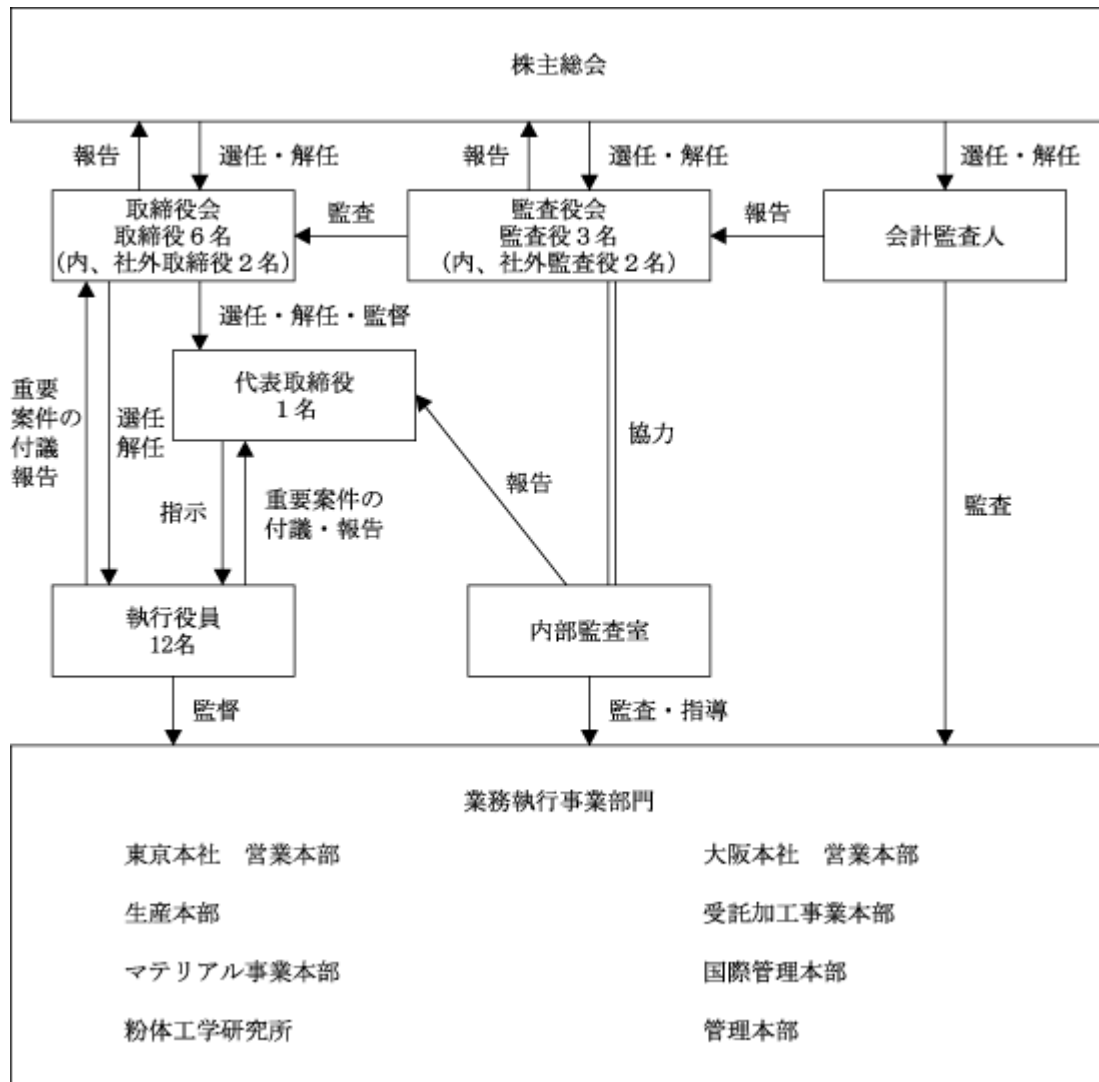 株主総会
報告
選任・解任
報告
選任・解任
選任・解任
取締役会
取締役６名
(内、社外取締役２名)
監査
監査役会
監査役３名
(内、社外監査役２名)
報告
会計監査人
選任・解任・監督
代表取締役
１名
重要
案件の
付議
報告
選任
解任
指示
重要案件の
付議・報告
報告
協力
監査
執行役員
12名
内部監査室
監督
監査・指導
業務執行事業部門
東京本社　営業本部
大阪本社　営業本部
生産本部
受託加工事業本部
マテリアル事業本部
国際管理本部
粉体工学研究所
管理本部